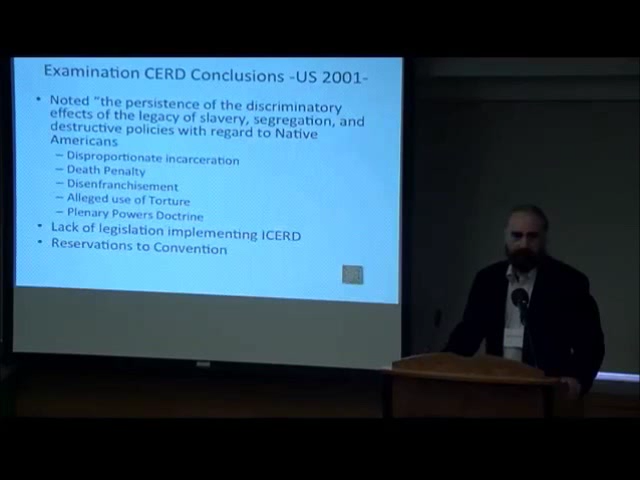 Examination CERD Conclusions -US 2001-
• Noted “the persistence of the discriminatory
effects of the legacy of slavery, segregation, and
destructive policies with regard to Native
Americans
– Disproportionate incarceration
– Death Penalty
– Disenfranchisement
– Alleged use of Torture
– Plenary Powers Doctrine
• Lack of legislation implementing ICERD
• Reservations to Convention